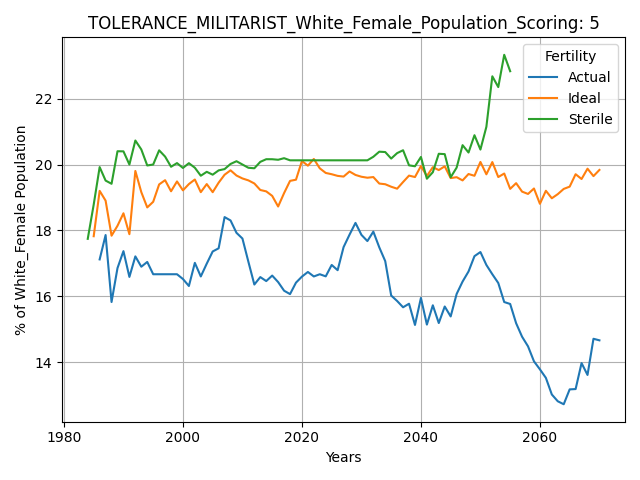 TOLERANCE_MILITARIST_White_Female_Population_Scoring: 5
Fertility
Actual
Ideal
Sterile
% of White_Female Population
22
20
18
16
14
1980
2000
2020
2040
2060
Years